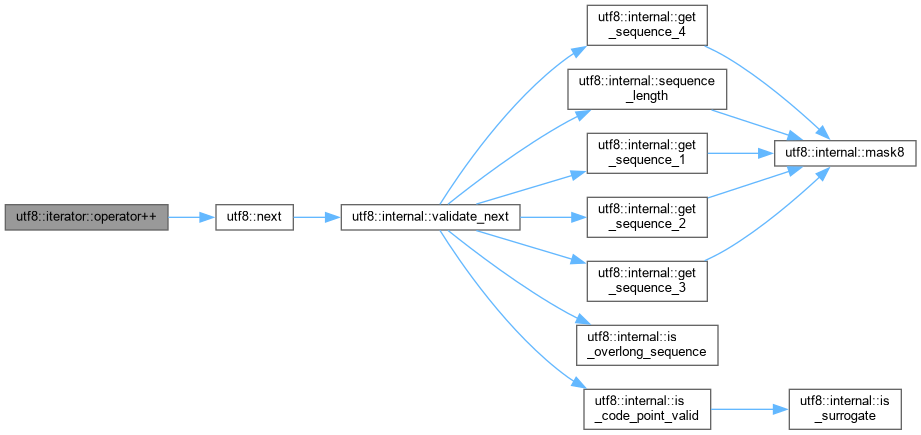 utf8::iterator::operator++
utf8::next
utf8::internal::validate_next
utf8::internal::get
_sequence_4
utf8::internal::sequence
_length
utf8::internal::get
_sequence_1
utf8::internal::get
_sequence_2
utf8::internal::get
_sequence_3
utf8::internal::is
_overlong_sequence
utf8::internal::is
_code_point_valid
utf8::internal::mask8
utf8::internal::is
_surrogate